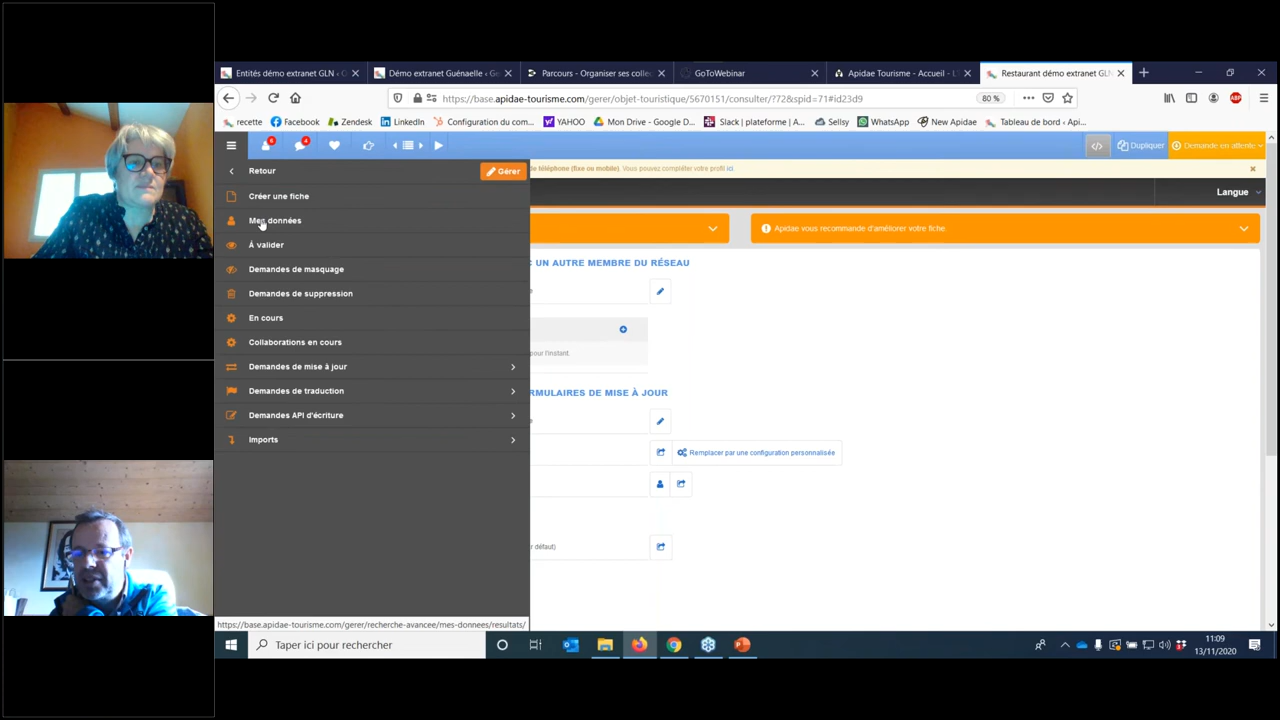 Entités démo extranet GLN
Démo extranet Guénaelle
Parcours - Organiser ses collec
GoToWebinar
Apidae Tourisme - Accueil -
Restaurant démo extranet GLN
https://base.apidae-tourisme.com/gerer/objet-touristique/5670151/consulter/?72&spid=71#id23d9
80 %
recette
Facebook
Zendesk
LinkedIn
Configuration du com...
YAHOO
Mon Drive - Google D...
Slack | plateforme | A...
Sellsy
WhatsApp
New Apidae
Tableau de bord ‹ Api...
Dupliquer
Demande en attente
Retour
Gérer
de téléphone (fixe ou mobile). Vous pouvez compléter votre profil ici.
Créer une fiche
Langue
Mes données
Apidae vous recommande d'améliorer votre fiche.
À valider
C UN AUTRE MEMBRE DU RÉSEAU
Demandes de masquage
Demandes de suppression
En cours
Collaborations en cours
pour l'instant.
Demandes de mise à jour
Demandes de traduction
RMULAIRES DE MISE À JOUR
Demandes API d'écriture
Imports
Remplacer par une configuration personnalisée
r défaut)
https://base.apidae-tourisme.com/gerer/recherche-avancee/mes-donnees/resultats/
Taper ici pour rechercher
11:09
13/11/2020